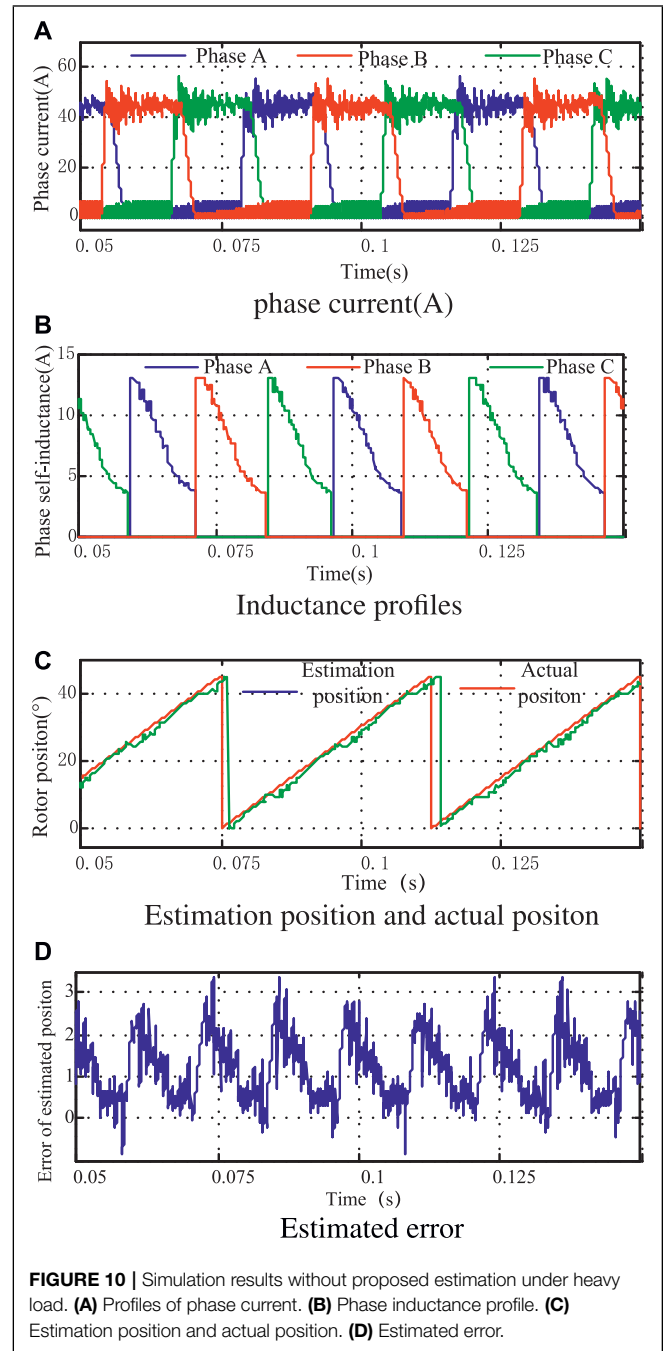 A
Phase A Phase B Phase C
60
40
20
0
Phase current(A)
0. 05 0. 075 0. 1 0. 125
Time(s)
phase current(A)
B
Phase A Phase B Phase C
15
10
5
0
Phase self-inductance(A)
0. 05 0. 075 0. 1 0. 125
Time(s)
Inductance profiles
C
Estimation position Actual positon
40
20
0
Rotor positon(°)
0. 05 0. 075 0. 1 0. 125
Time (s)
Estimation position and actual positon
D
3
2
1
0
Error of estimated positon
0. 05 0. 075 0. 1 0. 125
Time (s)
Estimated error
FIGURE 10 | Simulation results without proposed estimation under heavy
load. (A) Profiles of phase current. (B) Phase inductance profile. (C)
Estimation position and actual position. (D) Estimated error.